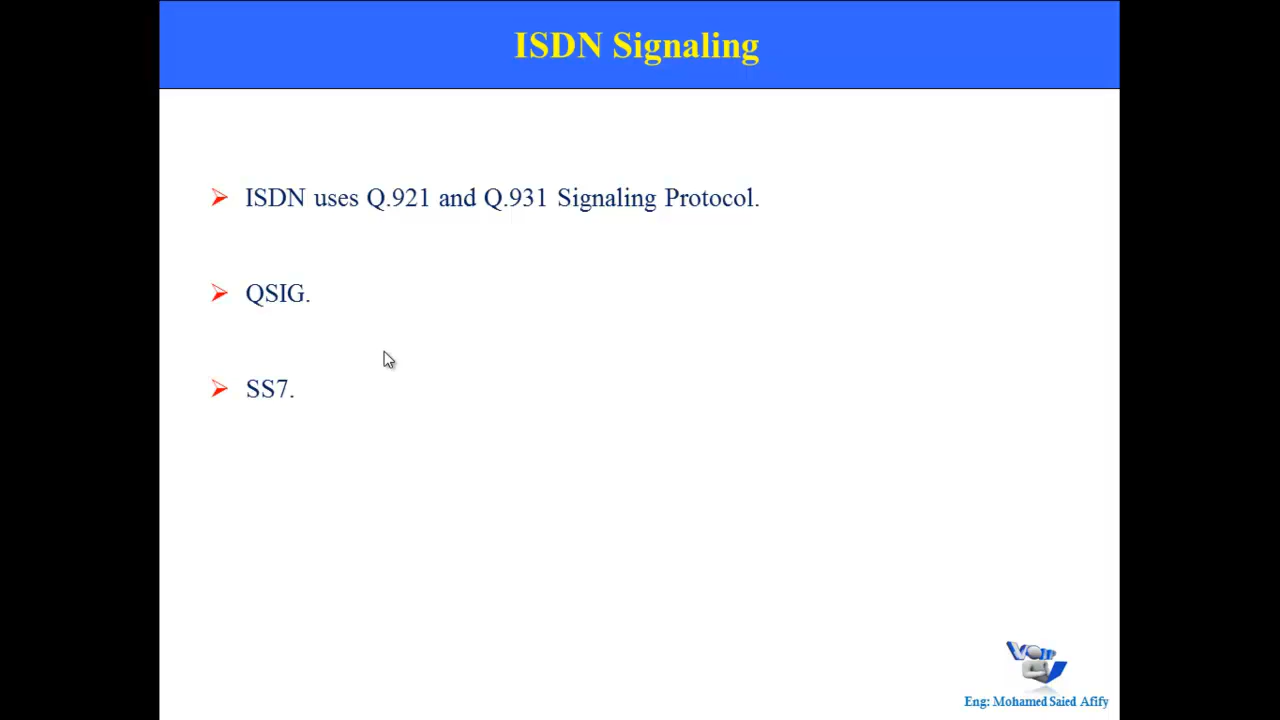 ISDN Signaling
ISDN uses Q.921 and Q.931 Signaling Protocol.
QSIG.
SS7.
Eng: Mohamed Saied Afify